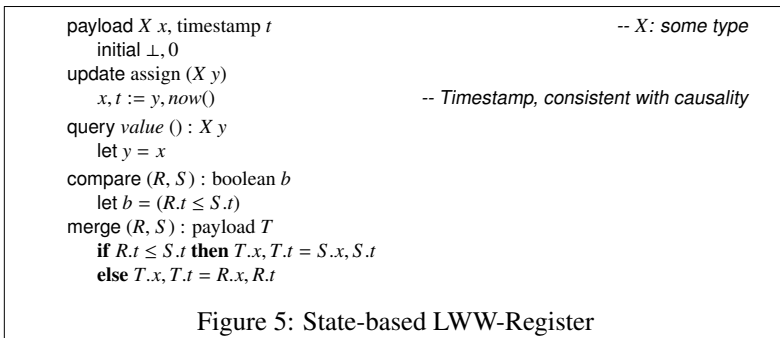 payload X x, timestamp t -- X: some type
initial ⊥, 0
update assign (X y)
x, t := y, now() -- Timestamp, consistent with causality
query value () : X y
let y = x
compare (R, S) : boolean b
let b = (R.t ≤ S.t)
merge (R, S) : payload T
if R.t ≤ S.t then T.x, T.t = S.x, S.t
else T.x, T.t = R.x, R.t
Figure 5: State-based LWW-Register